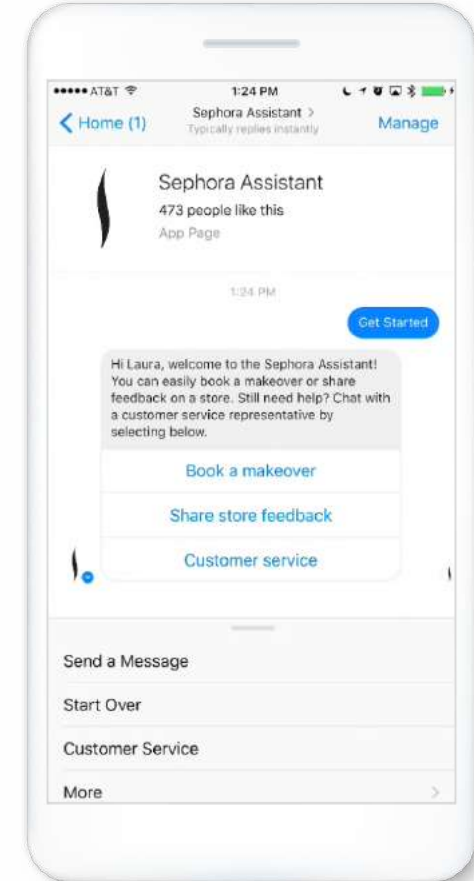 AT&T 1:24 PM
Home (1) Sephora Assistant > Manage
Typically replies instantly
Sephora Assistant
473 people like this
App Page
1:24 PM
Get Started
Hi Laura, welcome to the Sephora Assistant!
You can easily book a makeover or share
feedback on a store. Still need help? Chat with
a customer service representative by
selecting below.
Book a makeover
Share store feedback
Customer service
Send a Message
Start Over
Customer Service
More